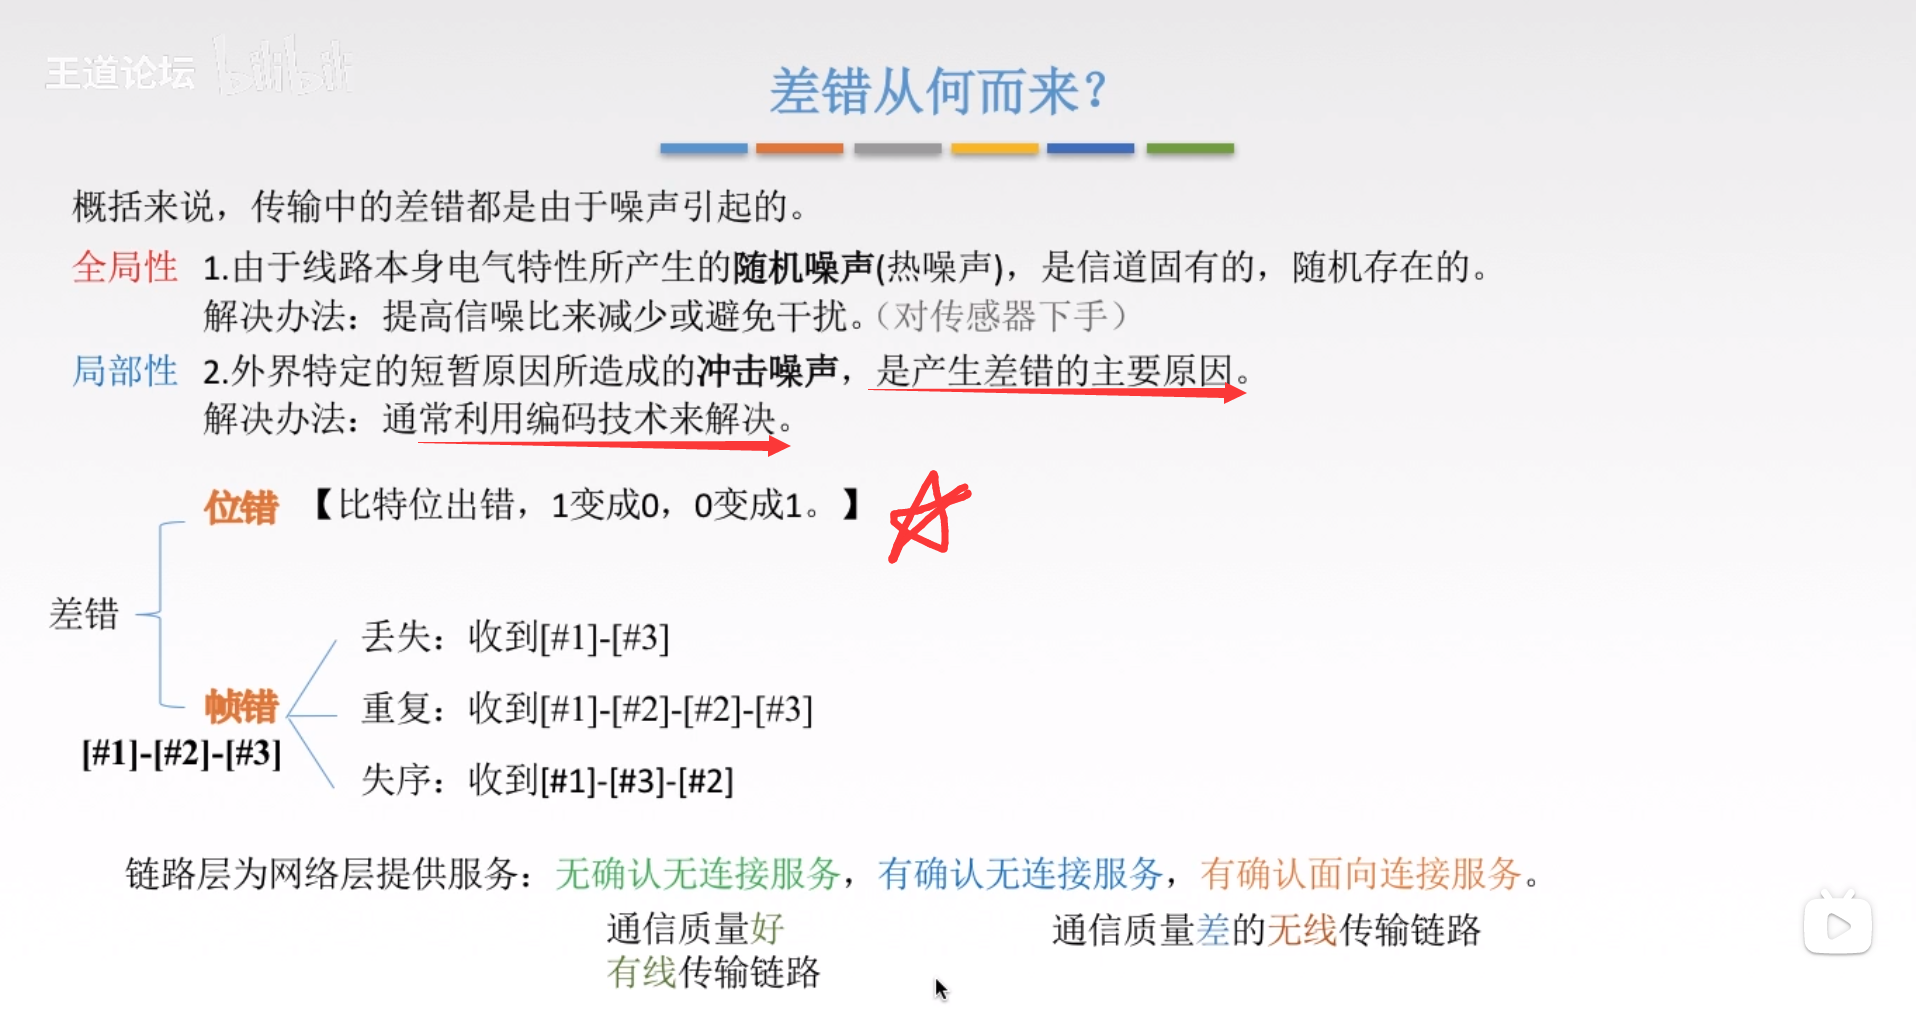 王道论坛 bilibili
差错从何而来？
概括来说，传输中的差错都是由于噪声引起的。
全局性 1.由于线路本身电气特性所产生的随机噪声(热噪声)，是信道固有的，随机存在的。
解决办法：提高信噪比来减少或避免干扰。（对传感器下手）
局部性 2.外界特定的短暂原因所造成的冲击噪声，是产生差错的主要原因。
解决办法：通常利用编码技术来解决。
位错 【比特位出错，1变成0，0变成1。】
差错
丢失：收到[#1]-[#3]
帧错 重复：收到[#1]-[#2]-[#2]-[#3]
[#1]-[#2]-[#3]
失序：收到[#1]-[#3]-[#2]
链路层为网络层提供服务：无确认无连接服务，有确认无连接服务，有确认面向连接服务。
通信质量好 通信质量差的无线传输链路
有线传输链路